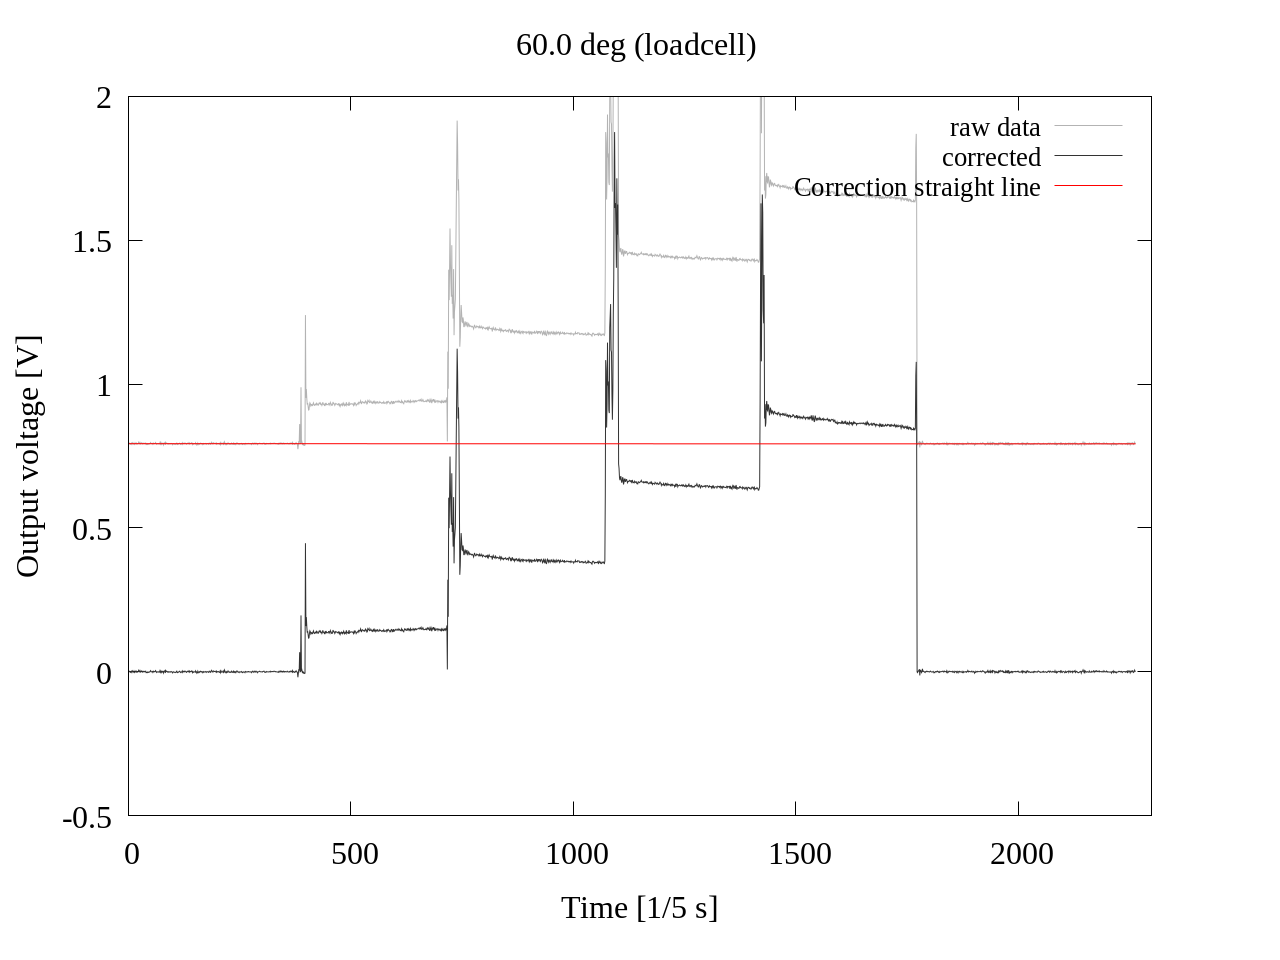 60.0 deg (loadcell)
2
raw data
corrected
Correction straight line
1.5
1
0.5
0
-0.5
Output voltage [V]
0 500 1000 1500 2000
Time [1/5 s]